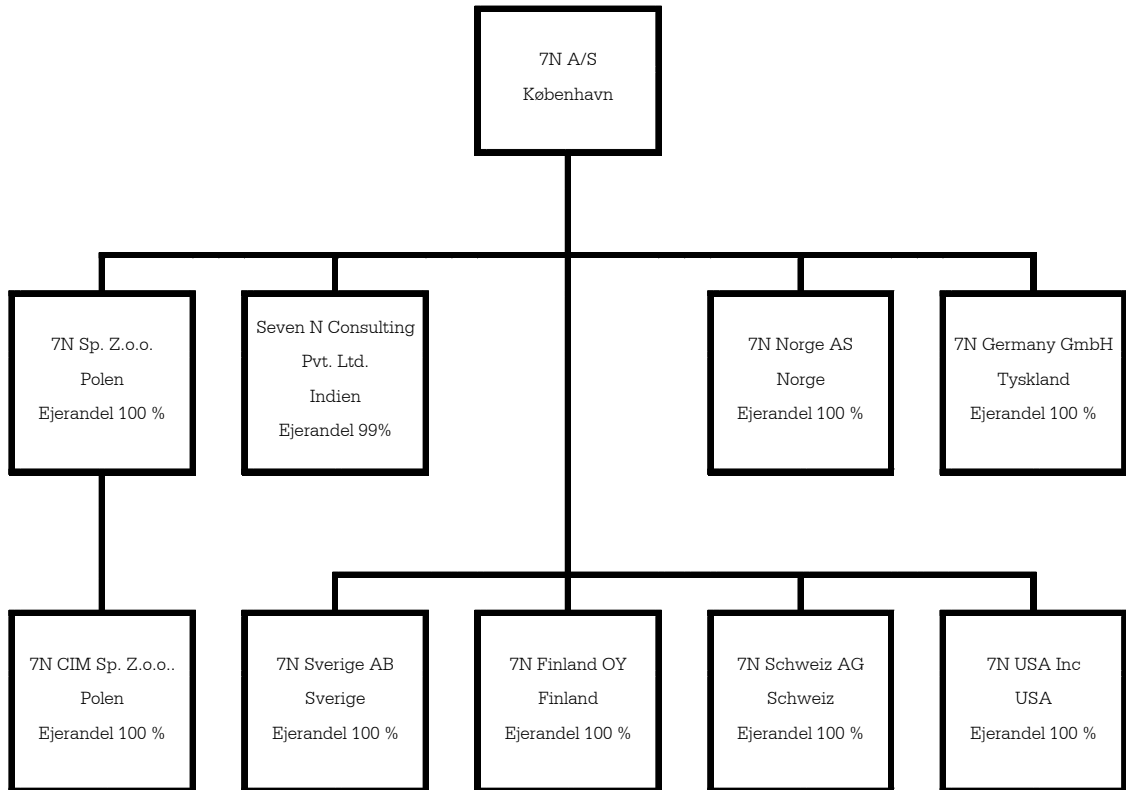 7N A/S
København
7N Sp. Z.o.o.
Polen
Ejerandel 100 %
Seven N Consulting
Pvt. Ltd.
Indien
Ejerandel 99%
7N Norge AS
Norge
Ejerandel 100 %
7N Germany GmbH
Tyskland
Ejerandel 100 %
7N CIM Sp. Z.o.o..
Polen
Ejerandel 100 %
7N Sverige AB
Sverige
Ejerandel 100 %
7N Finland OY
Finland
Ejerandel 100 %
7N Schweiz AG
Schweiz
Ejerandel 100 %
7N USA Inc
USA
Ejerandel 100 %